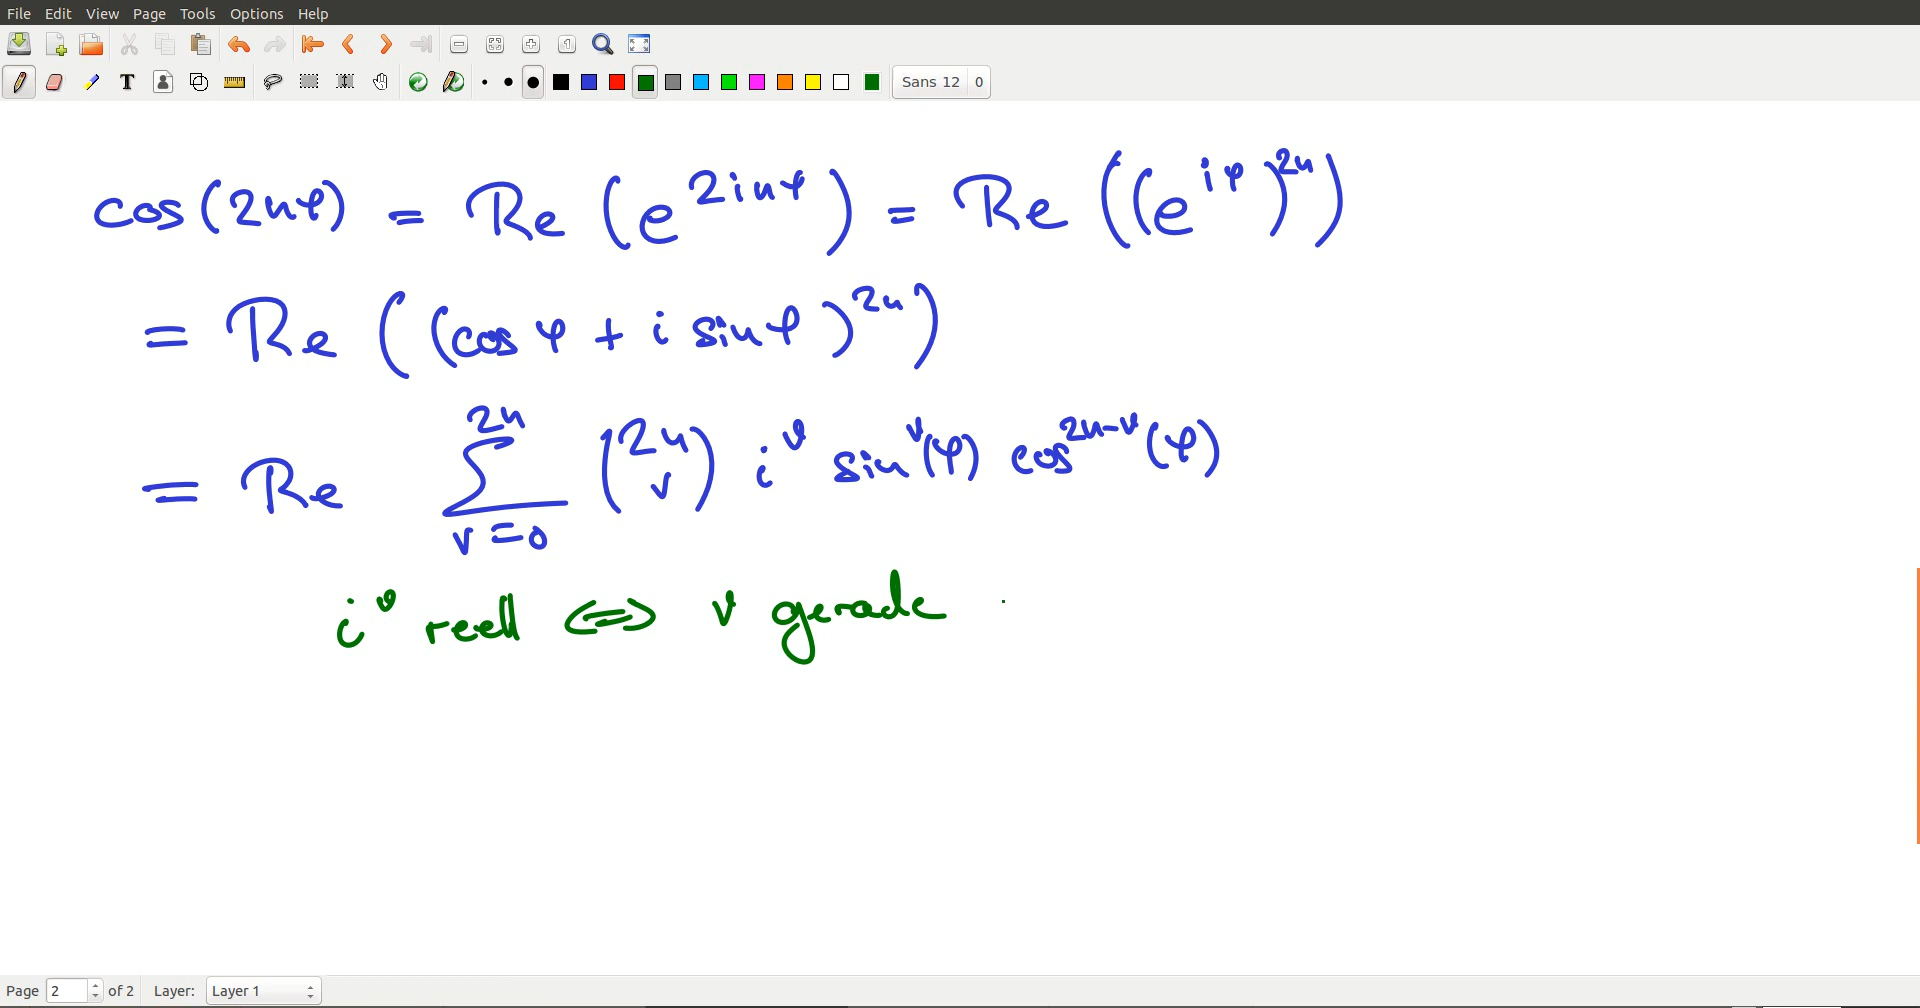 File Edit View Page Tools Options Help
T Sans 12 0
cos(2nφ) = Re (e^{2inφ}) = Re ((e^{iφ})^{2n})
= Re ((cos φ + i sin φ)^{2n})
= Re ∑_{ν=0}^{2n} (2n ν) i^ν sin^ν(φ) cos^{2n-ν}(φ)
i^ν reell ⇔ ν gerade
Page 2 of 2 Layer: Layer 1